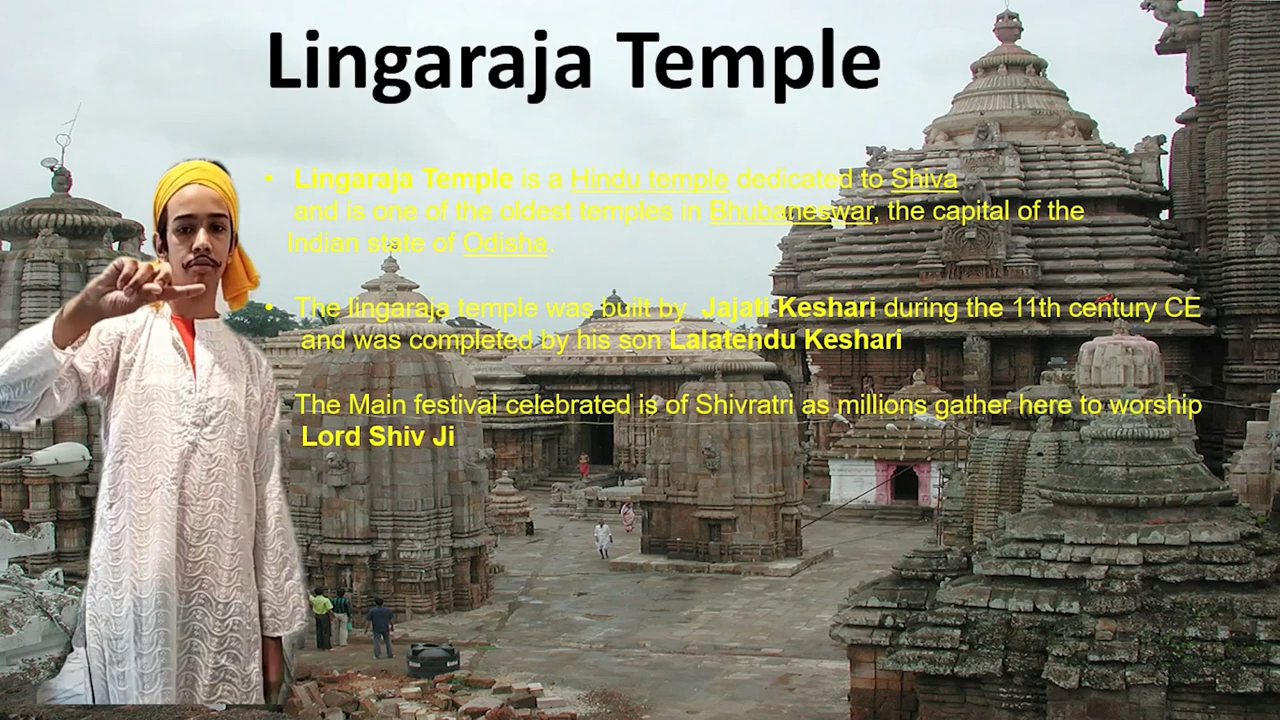 Lingaraja Temple
• Lingaraja Temple is a Hindu temple dedicated to Shiva
and is one of the oldest temples in Bhubaneswar, the capital of the
Indian state of Odisha.
• The lingaraja temple was built by Jajati Keshari during the 11th century CE
and was completed by his son Lalatendu Keshari
The Main festival celebrated is of Shivratri as millions gather here to worship
Lord Shiv Ji